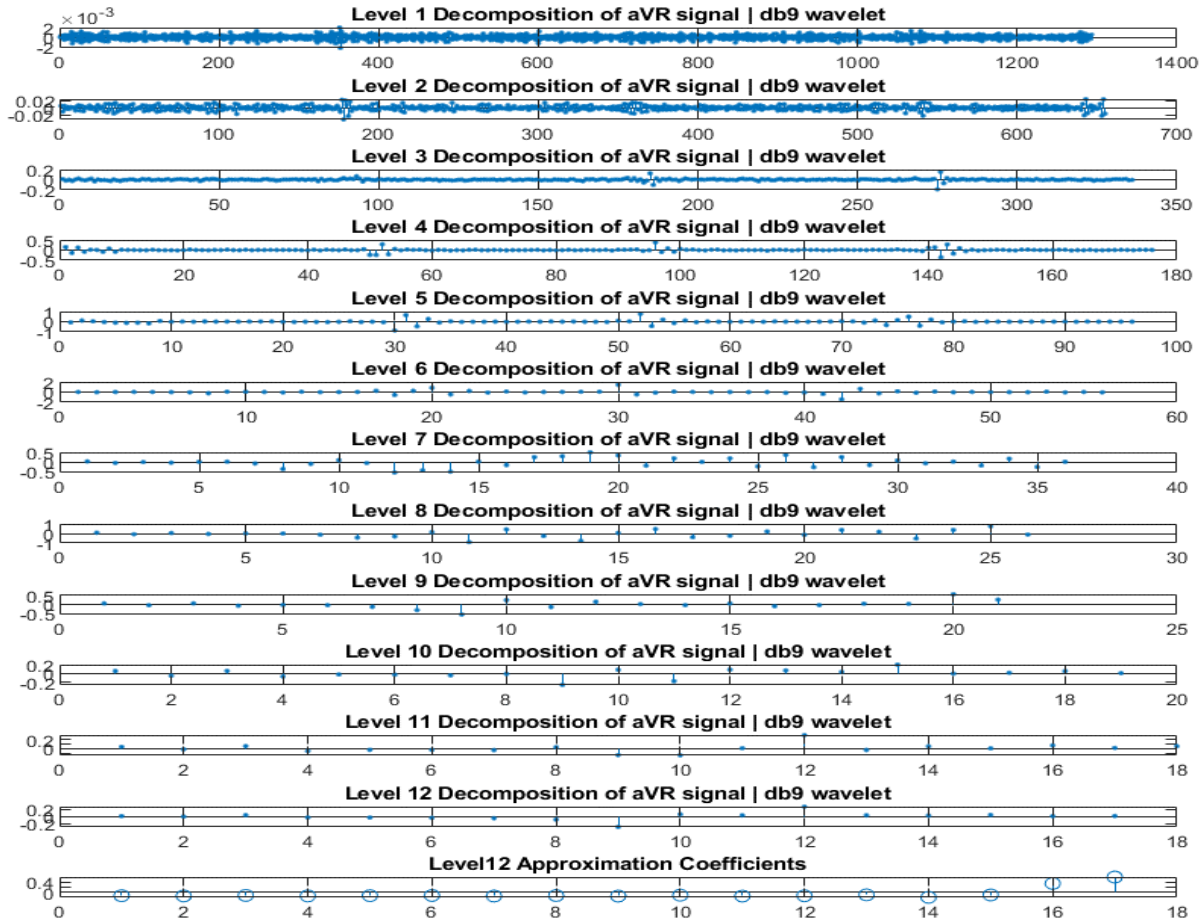 Level 1 Decomposition of aVR signal | db9 wavelet
× 10⁻³
2
0
-2
0 200 400 600 800 1000 1200 1400
Level 2 Decomposition of aVR signal | db9 wavelet
0.02
0
-0.02
0 100 200 300 400 500 600 700
Level 3 Decomposition of aVR signal | db9 wavelet
0.2
0
-0.2
0 50 100 150 200 250 300 350
Level 4 Decomposition of aVR signal | db9 wavelet
0.5
0
-0.5
0 20 40 60 80 100 120 140 160 180
Level 5 Decomposition of aVR signal | db9 wavelet
1
0
-1
0 10 20 30 40 50 60 70 80 90 100
Level 6 Decomposition of aVR signal | db9 wavelet
2
0
-2
0 10 20 30 40 50 60
Level 7 Decomposition of aVR signal | db9 wavelet
0.5
0
-0.5
0 5 10 15 20 25 30 35 40
Level 8 Decomposition of aVR signal | db9 wavelet
1
0
-1
0 5 10 15 20 25 30
Level 9 Decomposition of aVR signal | db9 wavelet
0.5
0
-0.5
0 5 10 15 20 25
Level 10 Decomposition of aVR signal | db9 wavelet
0.2
0
-0.2
0 2 4 6 8 10 12 14 16 18 20
Level 11 Decomposition of aVR signal | db9 wavelet
0.2
0
0 2 4 6 8 10 12 14 16 18
Level 12 Decomposition of aVR signal | db9 wavelet
0.2
0
-0.2
0 2 4 6 8 10 12 14 16 18
Level12 Approximation Coefficients
0.4
0
0 2 4 6 8 10 12 14 16 18